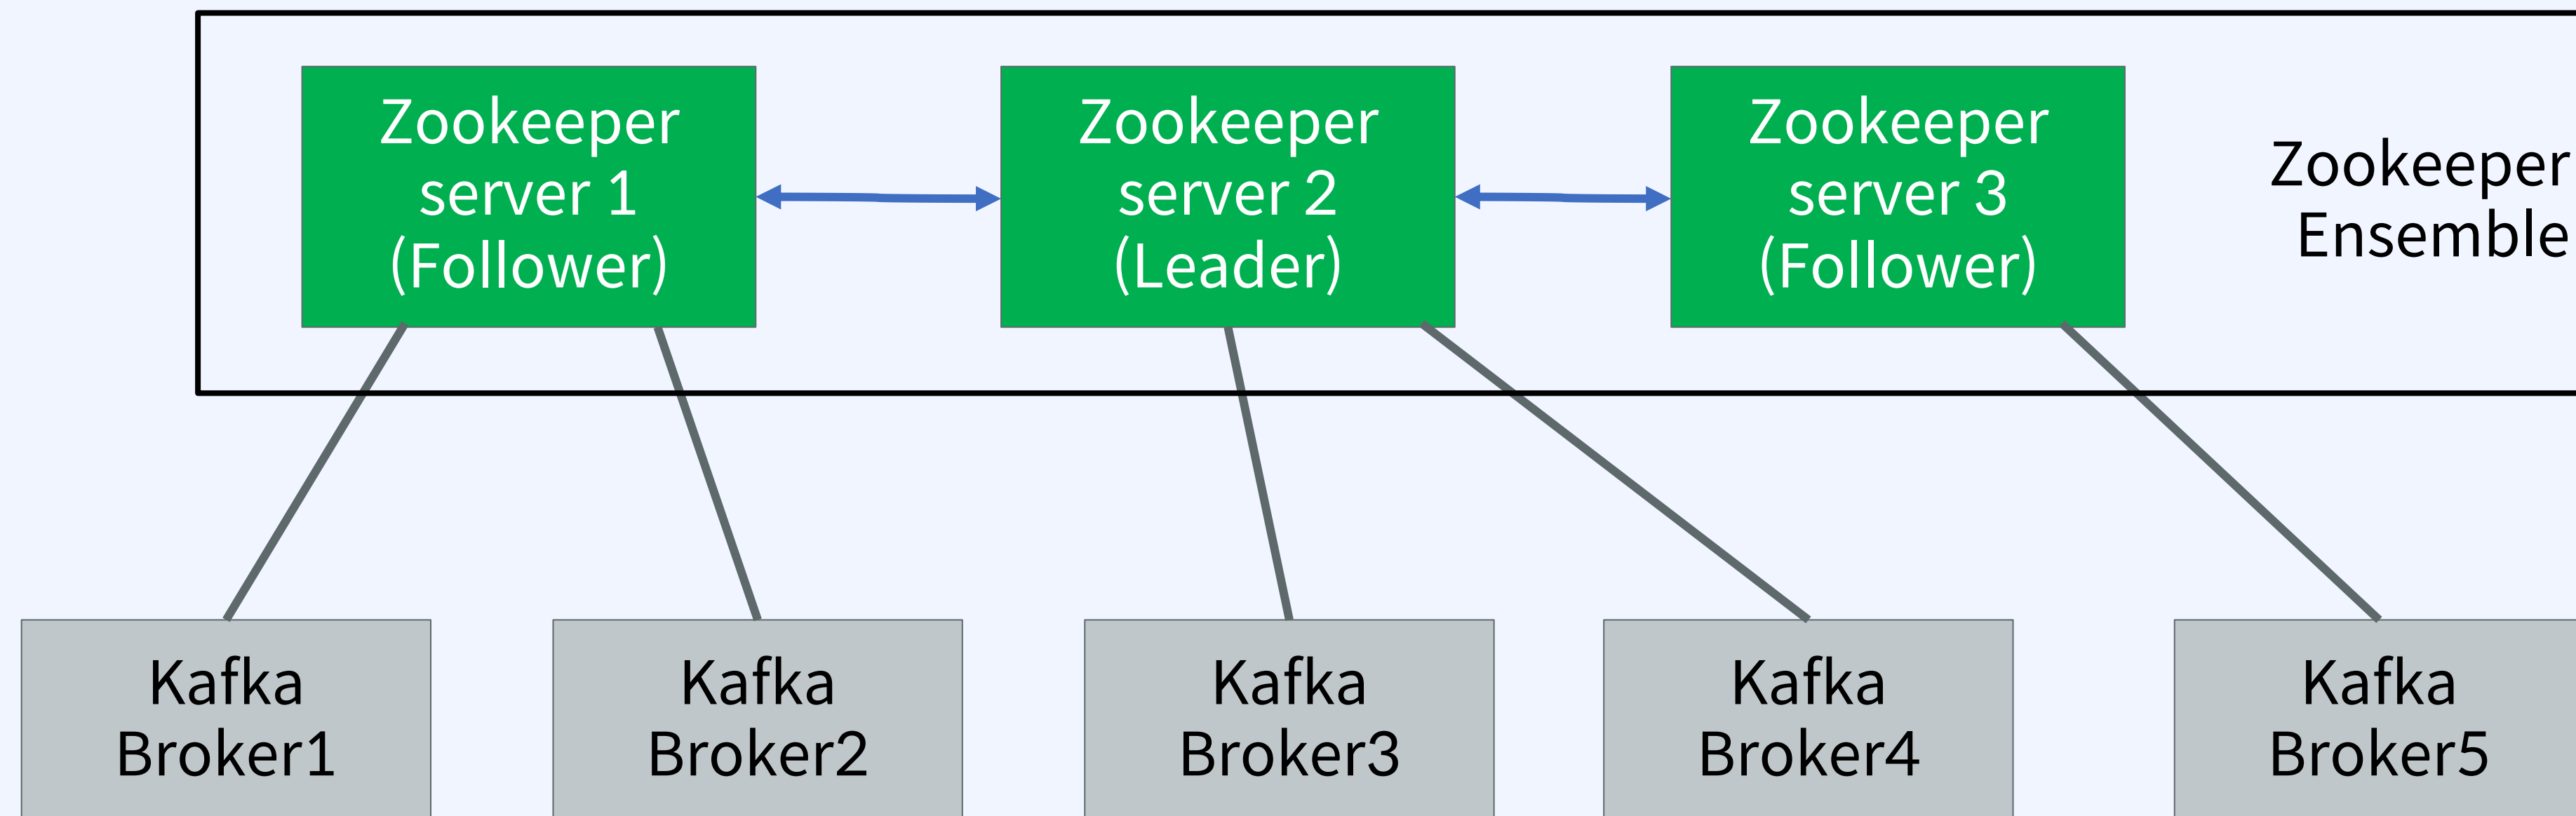 Zookeeper
server 1
(Follower)
Zookeeper
server 2
(Leader)
Zookeeper
server 3
(Follower)
Zookeeper
Ensemble
Kafka
Broker1
Kafka
Broker2
Kafka
Broker3
Kafka
Broker4
Kafka
Broker5